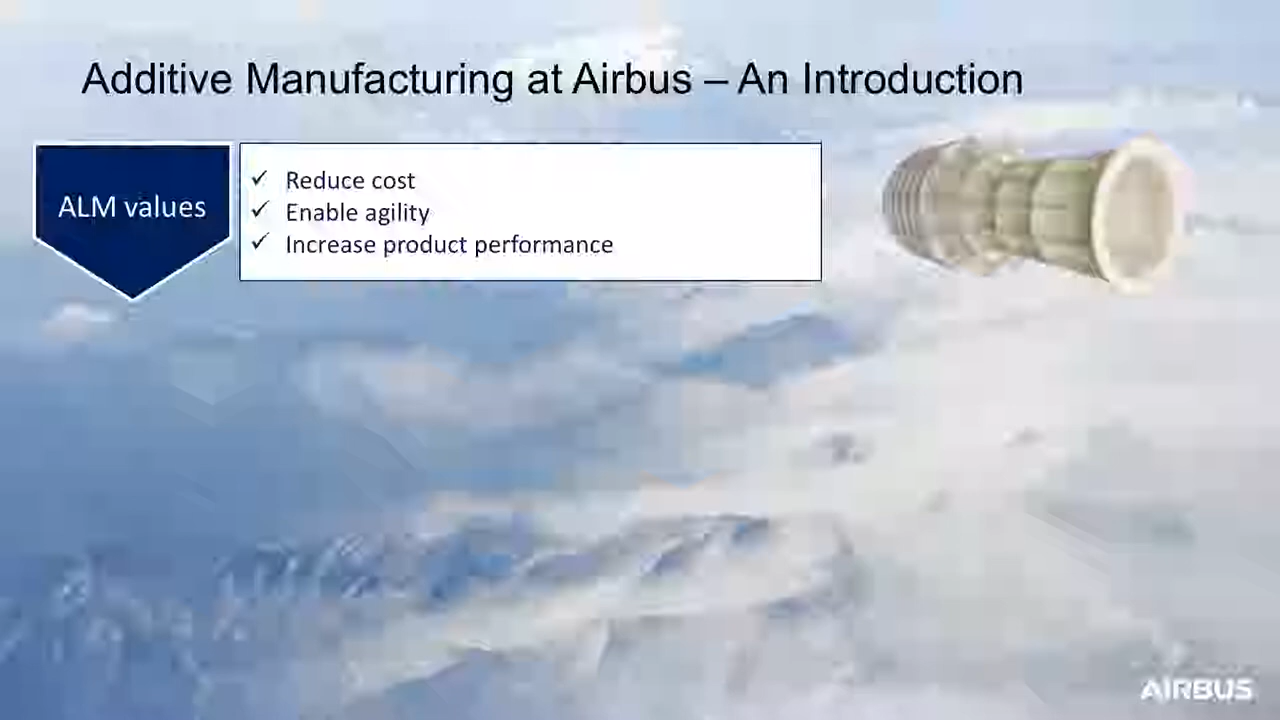 Additive Manufacturing at Airbus – An Introduction
ALM values
✓ Reduce cost
✓ Enable agility
✓ Increase product performance
AIRBUS